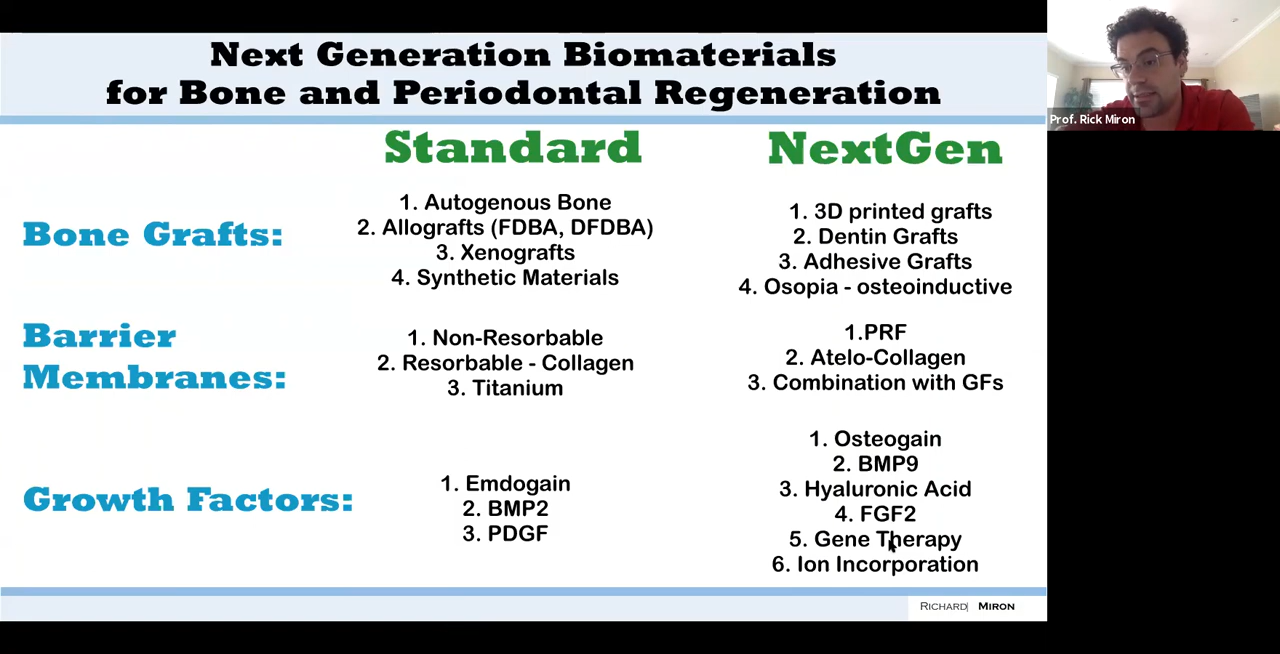 Next Generation Biomaterials
for Bone and Periodontal Regeneration
Prof. Rick Miron
Standard
NextGen
Bone Grafts:
1. Autogenous Bone
2. Allografts (FDBA, DFDBA)
3. Xenografts
4. Synthetic Materials
1. 3D printed grafts
2. Dentin Grafts
3. Adhesive Grafts
4. Osopia - osteoinductive
Barrier
Membranes:
1. Non-Resorbable
2. Resorbable - Collagen
3. Titanium
1.PRF
2. Atelo-Collagen
3. Combination with GFs
Growth Factors:
1. Emdogain
2. BMP2
3. PDGF
1. Osteogain
2. BMP9
3. Hyaluronic Acid
4. FGF2
5. Gene Therapy
6. Ion Incorporation
RICHARD| MIRON